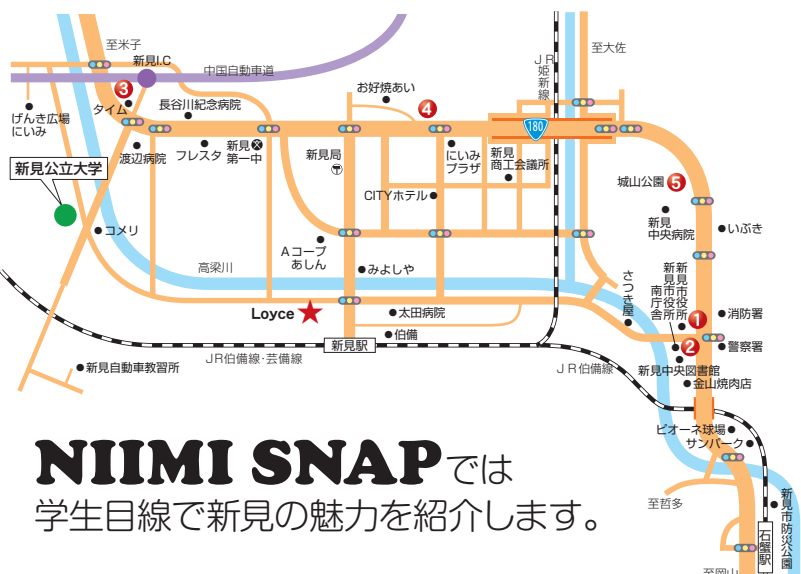 至米子
新見I.C
中国自動車道
JR姫新線
至大佐
3
タイム
長谷川紀念病院
お好焼あい
4
180
げんき広場
にいみ
渡辺病院
フレスタ
新見
第一中
新見局
にいみ
プラザ
新見
商工会議所
新見公立大学
CITYホテル
城山公園
5
新見
中央病院
いぶき
コメリ
Aコープ
あしん
みよしや
高梁川
さつき屋
新見市役所
新見市役所
南庁舎
Loyce
太田病院
1
消防署
伯備
新見駅
2
警察署
JR伯備線・芸備線
JR伯備線
新見中央図書館
新見自動車教習所
金山焼肉店
ピオーネ球場
サンパーク
NIIMI SNAPでは
学生目線で新見の魅力を紹介します。
至哲多
新見市防災公園
石蟹駅
至岡山